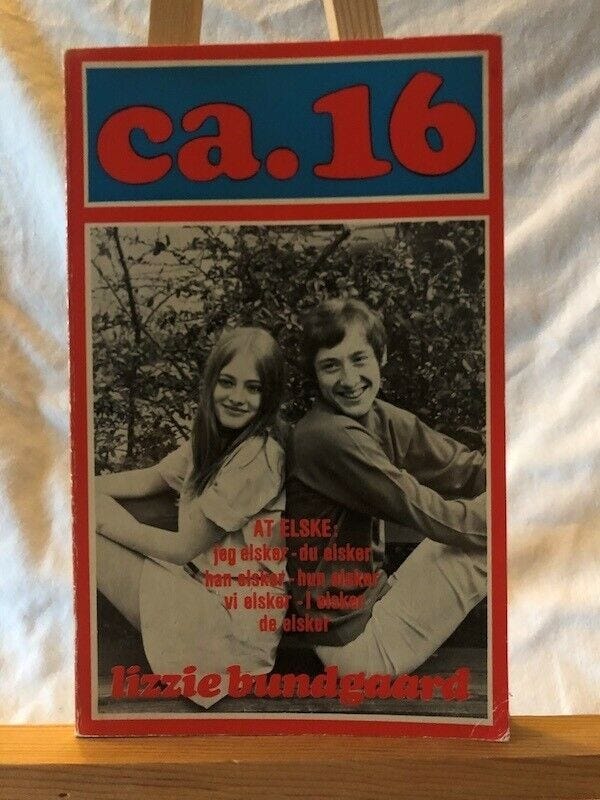 ca. 16
AT ELSKE:
jeg elsker - du elsker
han elsker - hun elsker
vi elsker - I elsker
de elsker
lizzie bundgaard